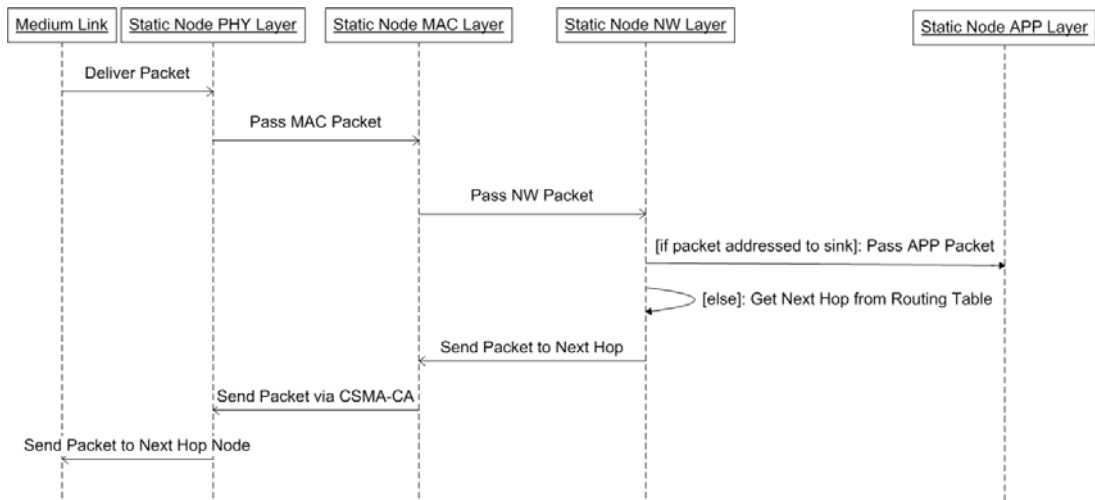 Medium Link
Static Node PHY Layer
Static Node MAC Layer
Static Node NW Layer
Static Node APP Layer
Deliver Packet
Pass MAC Packet
Pass NW Packet
[if packet addressed to sink]: Pass APP Packet
[else]: Get Next Hop from Routing Table
Send Packet to Next Hop
Send Packet via CSMA-CA
Send Packet to Next Hop Node